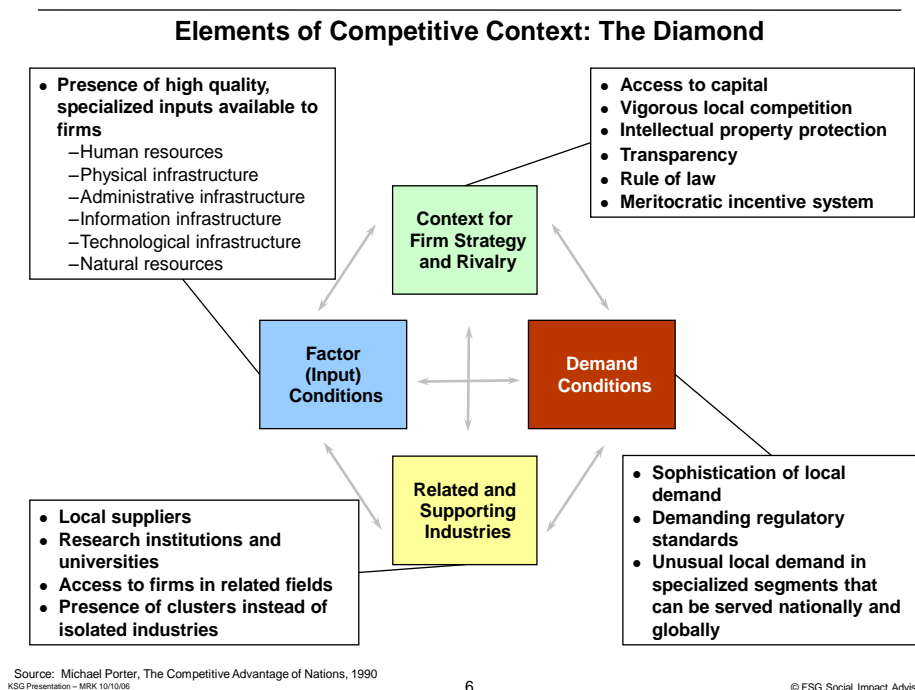 Elements of Competitive Context: The Diamond
● Presence of high quality,
specialized inputs available to
firms
–Human resources
–Physical infrastructure
–Administrative infrastructure
–Information infrastructure
–Technological infrastructure
–Natural resources
● Access to capital
● Vigorous local competition
● Intellectual property protection
● Transparency
● Rule of law
● Meritocratic incentive system
Context for
Firm Strategy
and Rivalry
Factor
(Input)
Conditions
Demand
Conditions
Related and
Supporting
Industries
● Local suppliers
● Research institutions and
universities
● Access to firms in related fields
● Presence of clusters instead of
isolated industries
● Sophistication of local
demand
● Demanding regulatory
standards
● Unusual local demand in
specialized segments that
can be served nationally and
globally
Source: Michael Porter, The Competitive Advantage of Nations, 1990
KSG Presentation – MRK 10/10/06
6
© FSG Social Impact Advis